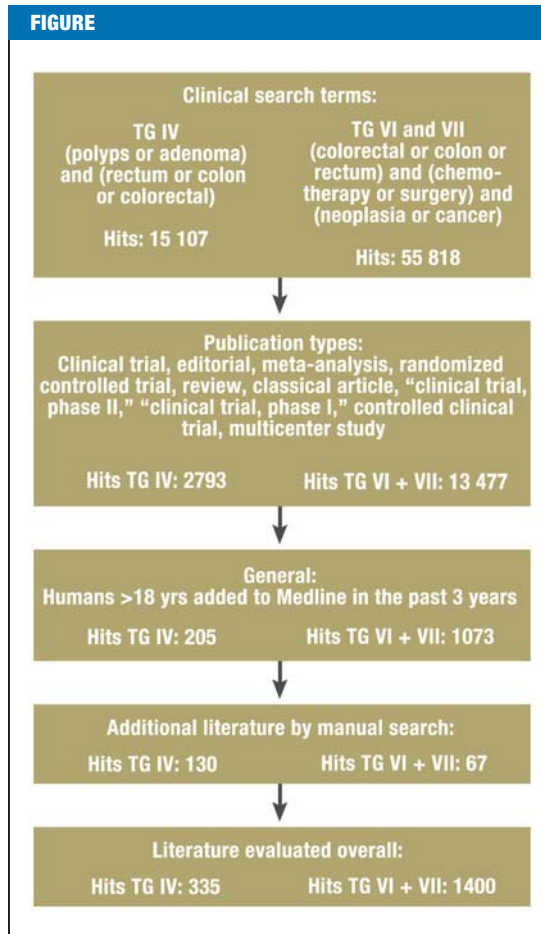 FIGURE
Clinical search terms:
TG IV
(polyps or adenoma)
and (rectum or colon
or colorectal)
Hits: 15 107
TG VI and VII
(colorectal or colon or
rectum) and (chemo-
therapy or surgery) and
(neoplasia or cancer)
Hits: 55 818
Publication types:
Clinical trial, editorial, meta-analysis, randomized
controlled trial, review, classical article, “clinical trial,
phase II,” “clinical trial, phase I,” controlled clinical
trial, multicenter study
Hits TG IV: 2793 Hits TG VI + VII: 13 477
General:
Humans >18 yrs added to Medline in the past 3 years
Hits TG IV: 205 Hits TG VI + VII: 1073
Additional literature by manual search:
Hits TG IV: 130 Hits TG VI + VII: 67
Literature evaluated overall:
Hits TG IV: 335 Hits TG VI + VII: 1400